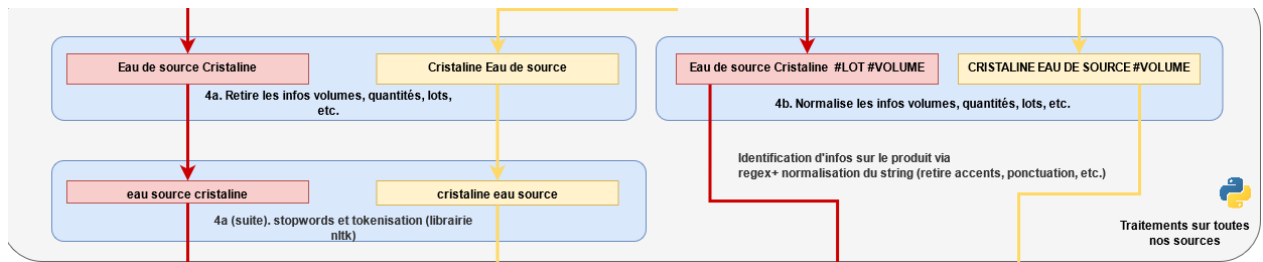 Eau de source Cristaline
Cristaline Eau de source
4a. Retire les infos volumes, quantités, lots,
etc.
Eau de source Cristaline #LOT #VOLUME
CRISTALINE EAU DE SOURCE #VOLUME
4b. Normalise les infos volumes, quantités, lots, etc.
eau source cristaline
cristaline eau source
4a (suite). stopwords et tokenisation (librairie
nltk)
Identification d'infos sur le produit via
regex+ normalisation du string (retire accents, ponctuation, etc.)
Traitements sur toutes
nos sources